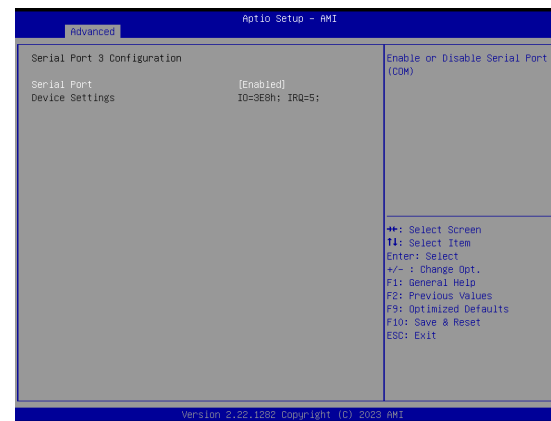 Aptio Setup – AMI
Advanced
Serial Port 3 Configuration
Serial Port [Enabled]
Device Settings IO=3E8h; IRQ=5;
Enable or Disable Serial Port
(COM)
→←: Select Screen
↑↓: Select Item
Enter: Select
+/- : Change Opt.
F1: General Help
F2: Previous Values
F9: Optimized Defaults
F10: Save & Reset
ESC: Exit
Version 2.22.1282 Copyright (C) 2023 AMI